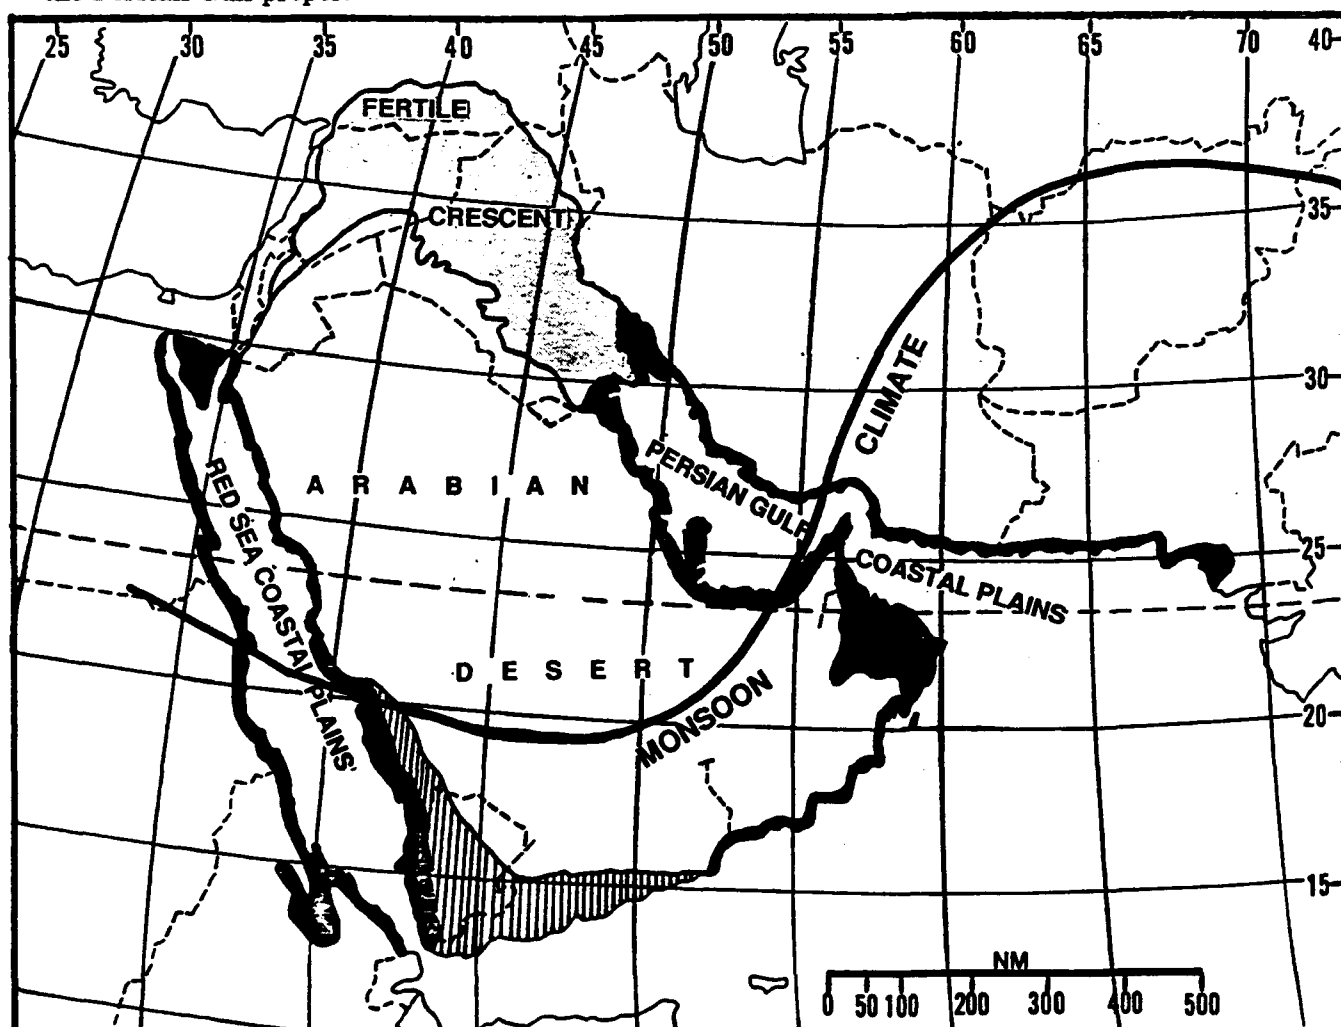 25 30 35 40 45 50 55 60 65 70 40
FERTILE
CRESCENT
35
30
CLIMATE
PERSIAN GULF
ARABIAN
RED SEA COASTAL PLAINS
25
COASTAL PLAINS
DESERT
MONSOON
20
15
NM
0 50 100 200 300 400 500